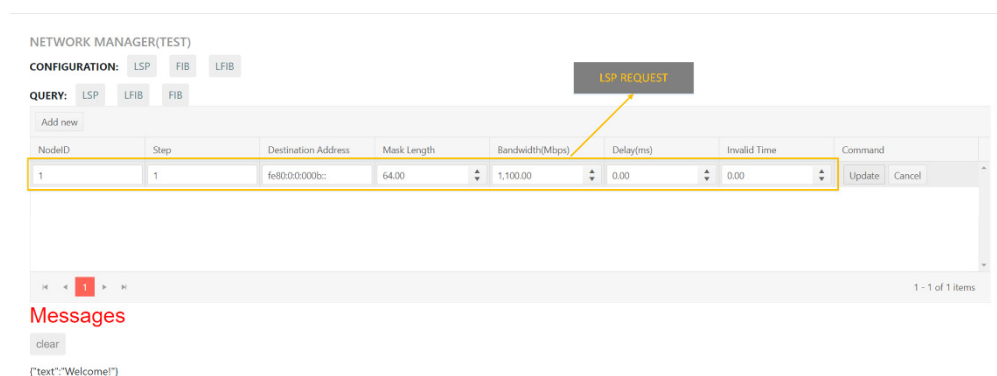 NETWORK MANAGER(TEST)
CONFIGURATION: LSP FIB LFIB
LSP REQUEST
QUERY: LSP LFIB FIB
Add new
NodeID Step Destination Address Mask Length Bandwidth(Mbps) Delay(ms) Invalid Time Command
1 1 fe80:0:0:000b:: 64.00 1,100.00 0.00 0.00 Update Cancel
1 1 - 1 of 1 items
Messages
clear
{"text":"Welcome!"}